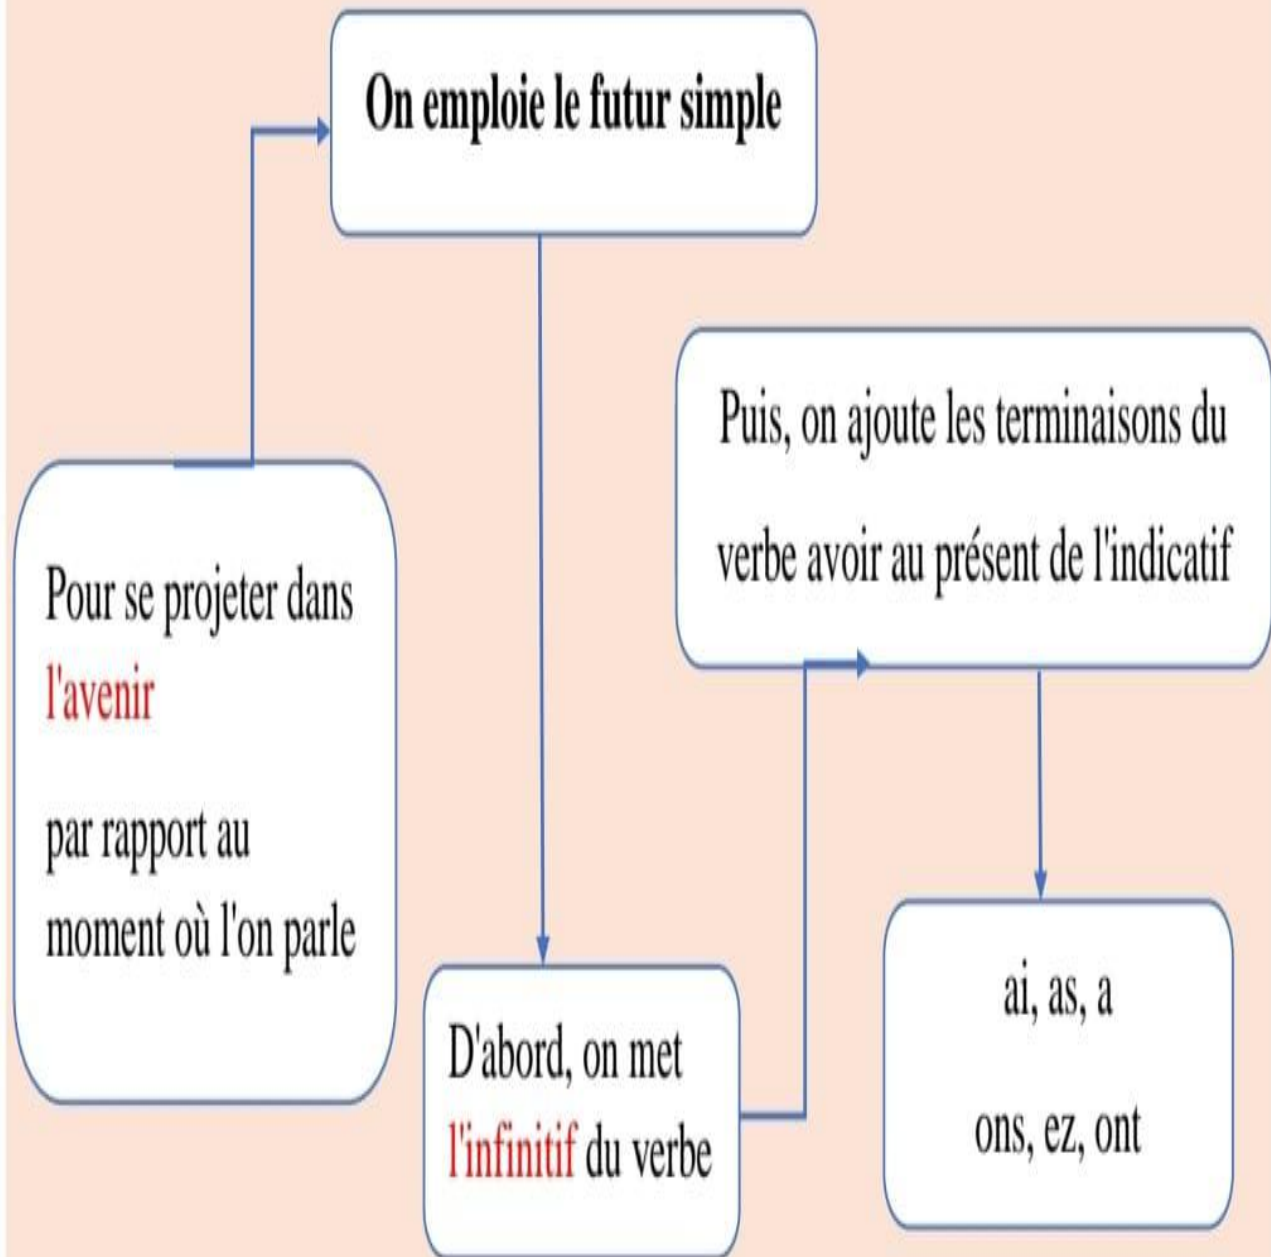 On emploie le futur simple
Pour se projeter dans
l'avenir
par rapport au
moment où l'on parle
D'abord, on met
l'infinitif du verbe
Puis, on ajoute les terminaisons du
verbe avoir au présent de l'indicatif
ai, as, a
ons, ez, ont